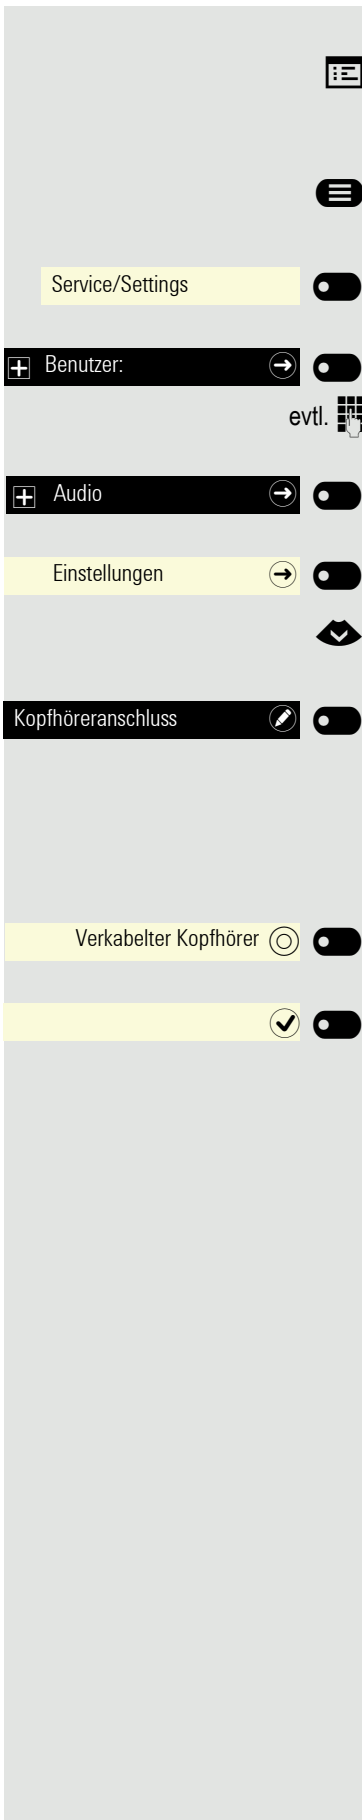 Service/Settings
Benutzer:
evtl.
Audio
Einstellungen
Kopfhöreranschluss
Verkabelter Kopfhörer